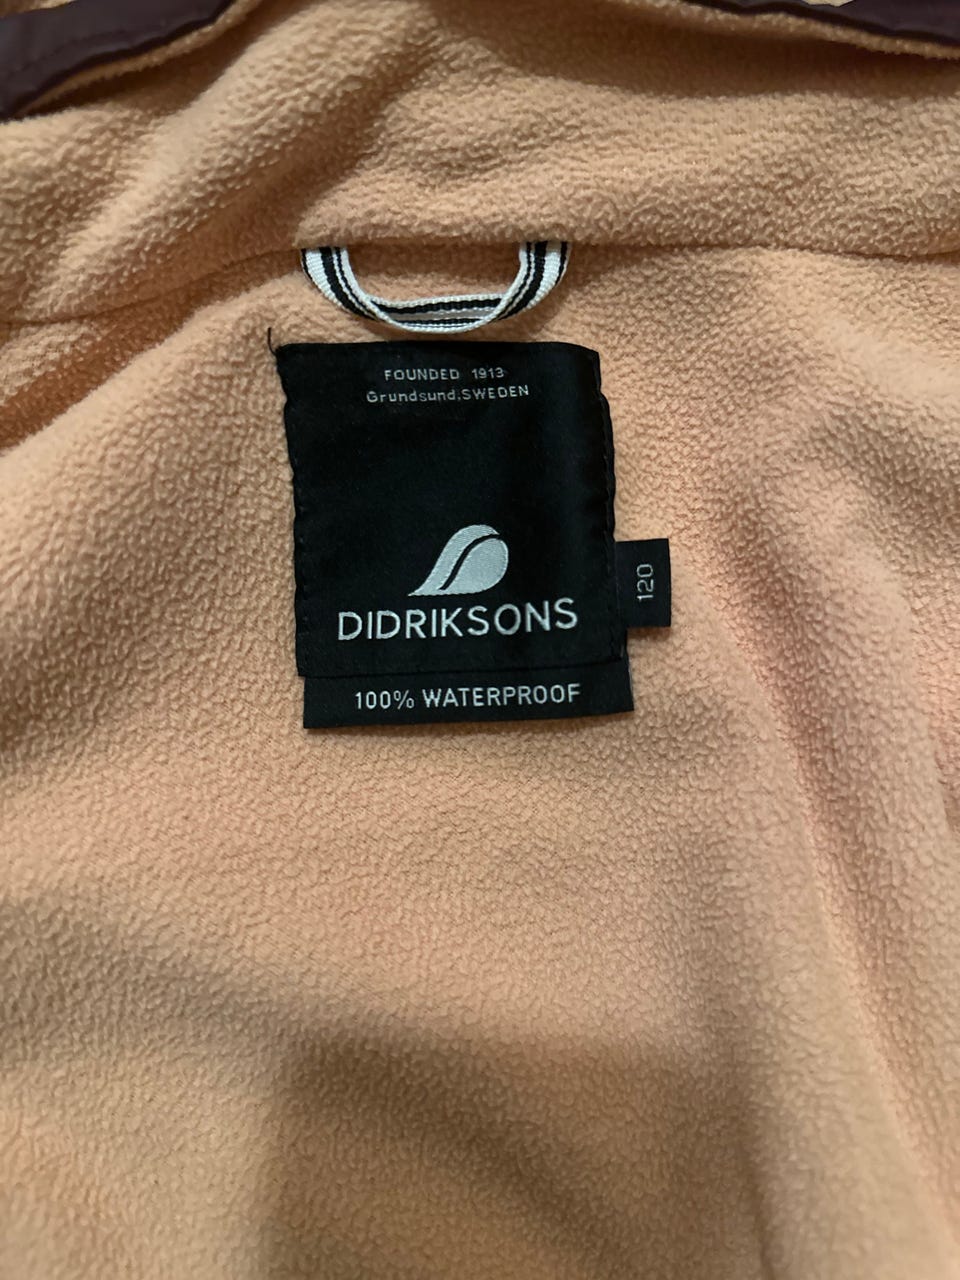 FOUNDED 1913
Grundsund.SWEDEN
DIDRIKSONS
120
100% WATERPROOF